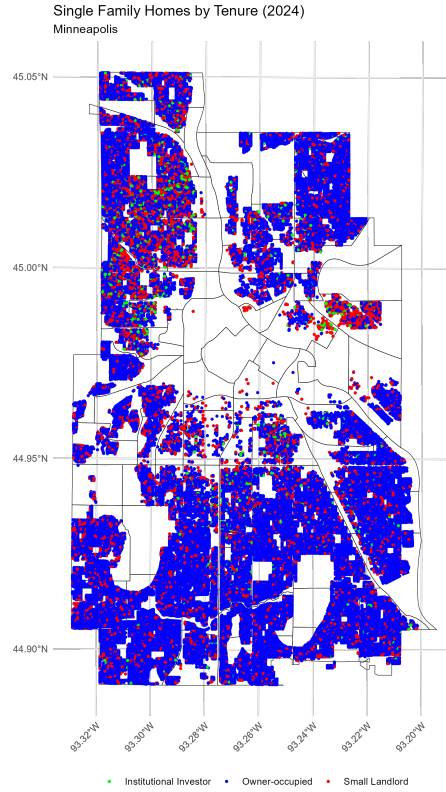 Single Family Homes by Tenure (2024)
Minneapolis
45.05°N
45.00°N
44.95°N
44.90°N
93.32°W 93.30°W 93.28°W 93.26°W 93.24°W 93.22°W 93.20°W
Institutional Investor Owner-occupied Small Landlord